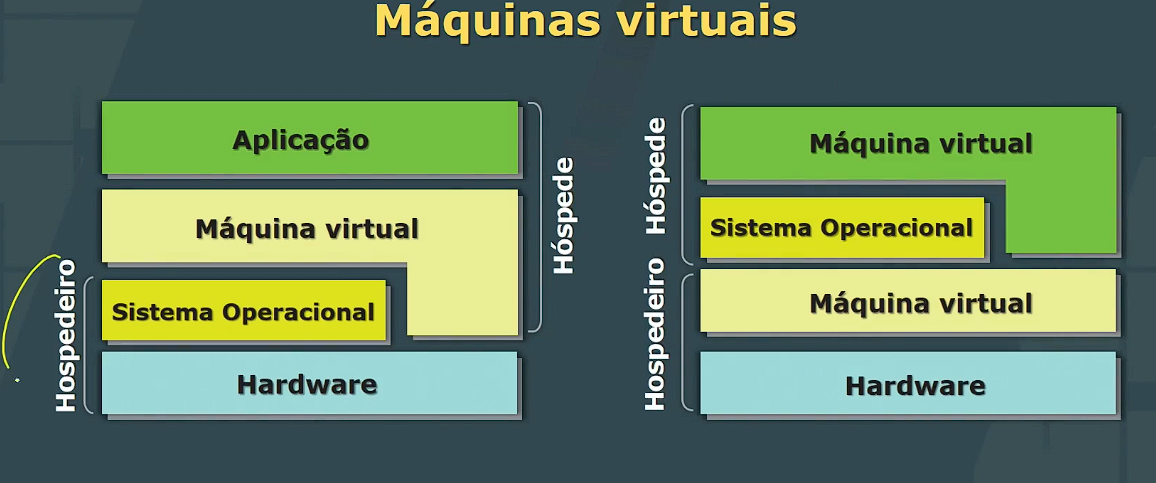 Máquinas virtuais
Aplicação
Máquina virtual
Sistema Operacional
Hardware
Hospedeiro
Hóspede
Hóspede
Hospedeiro
Máquina virtual
Sistema Operacional
Máquina virtual
Hardware